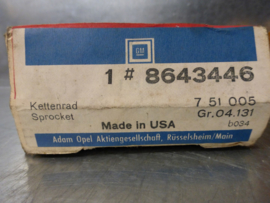 GM
1 # 8643446
Kettenrad 7 51 005
Sprocket Gr.04.131
Made in USA b034
Adam Opel Aktiengesellschaft, Rüsselsheim/Main